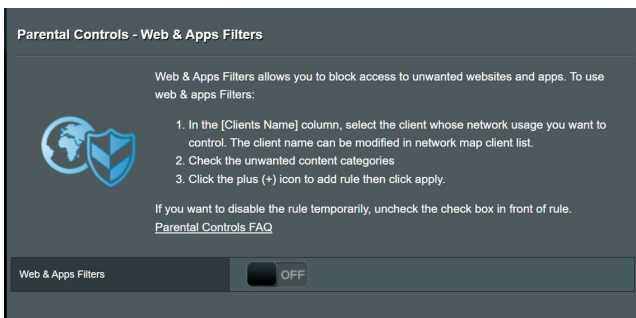 Parental Controls - Web & Apps Filters
Web & Apps Filters allows you to block access to unwanted websites and apps. To use
web & apps Filters:
1. In the [Clients Name] column, select the client whose network usage you want to
control. The client name can be modified in network map client list.
2. Check the unwanted content categories
3. Click the plus (+) icon to add rule then click apply.
If you want to disable the rule temporarily, uncheck the check box in front of rule.
Parental Controls FAQ
Web & Apps Filters
OFF